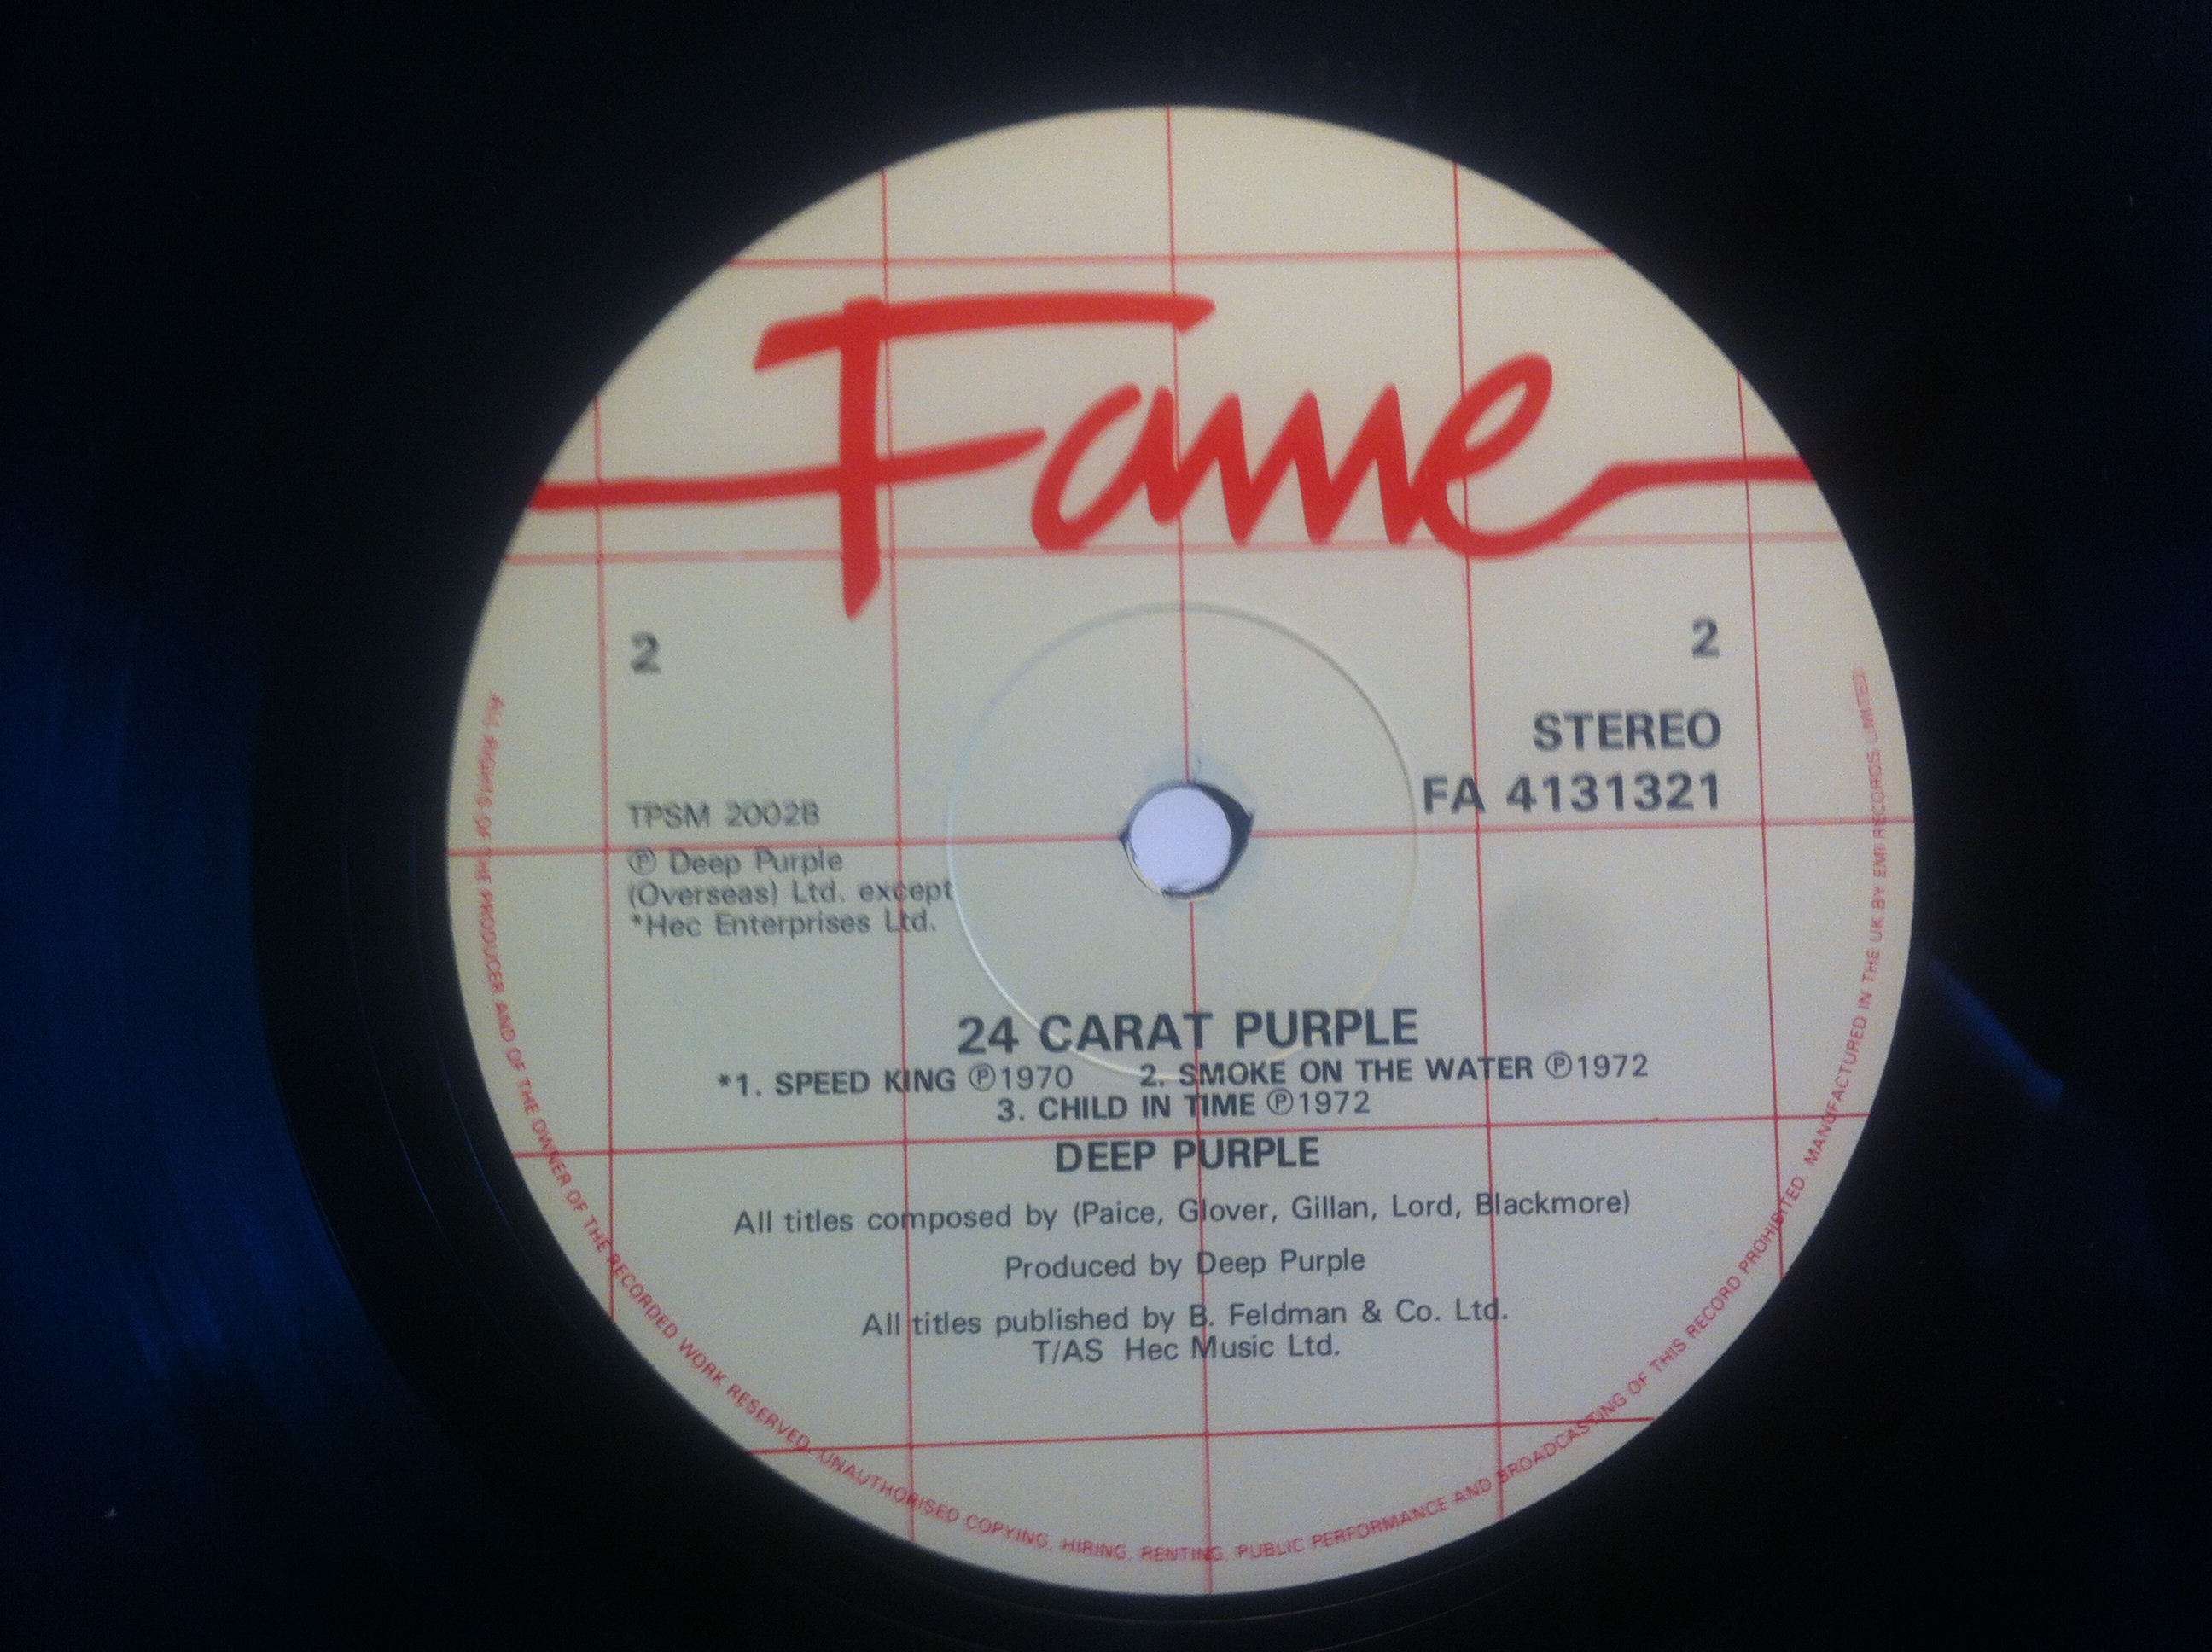 Fame
2
2
STEREO
FA 4131321
TPSM 2002B
Ⓟ Deep Purple
(Overseas) Ltd. except
*Hec Enterprises Ltd.
24 CARAT PURPLE
*1. SPEED KING Ⓟ1970 2. SMOKE ON THE WATER Ⓟ1972
3. CHILD IN TIME Ⓟ1972
DEEP PURPLE
All titles composed by (Paice, Glover, Gillan, Lord, Blackmore)
Produced by Deep Purple
All titles published by B. Feldman & Co. Ltd.
T/AS Hec Music Ltd.
ALL RIGHTS OF THE PRODUCER AND OF THE OWNER OF THE RECORDED WORK RESERVED. UNAUTHORISED COPYING, HIRING, RENTING, PUBLIC PERFORMANCE AND BROADCASTING OF THIS RECORD PROHIBITED. MANUFACTURED IN THE UK BY EMI RECORDS LIMITED